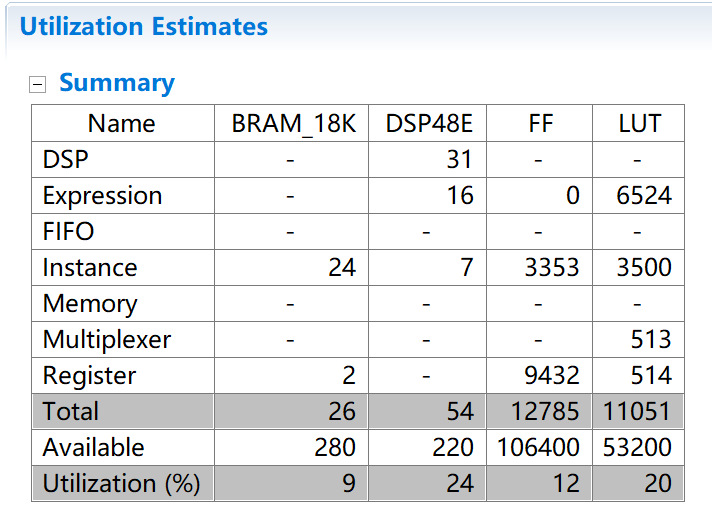 Utilization Estimates
Summary
Name BRAM_18K DSP48E FF LUT
DSP - 31 - -
Expression - 16 0 6524
FIFO - - - -
Instance 24 7 3353 3500
Memory - - - -
Multiplexer - - - 513
Register 2 - 9432 514
Total 26 54 12785 11051
Available 280 220 106400 53200
Utilization (%) 9 24 12 20